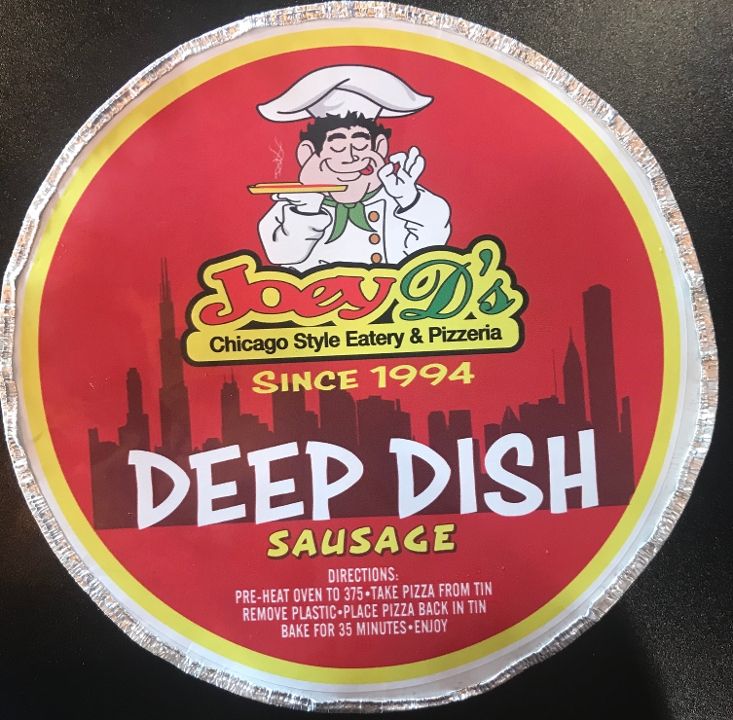 Joey D's
Chicago Style Eatery & Pizzeria
SINCE 1994
DEEP DISH
SAUSAGE
DIRECTIONS:
PRE-HEAT OVEN TO 375•TAKE PIZZA FROM TIN
REMOVE PLASTIC•PLACE PIZZA BACK IN TIN
BAKE FOR 35 MINUTES•ENJOY